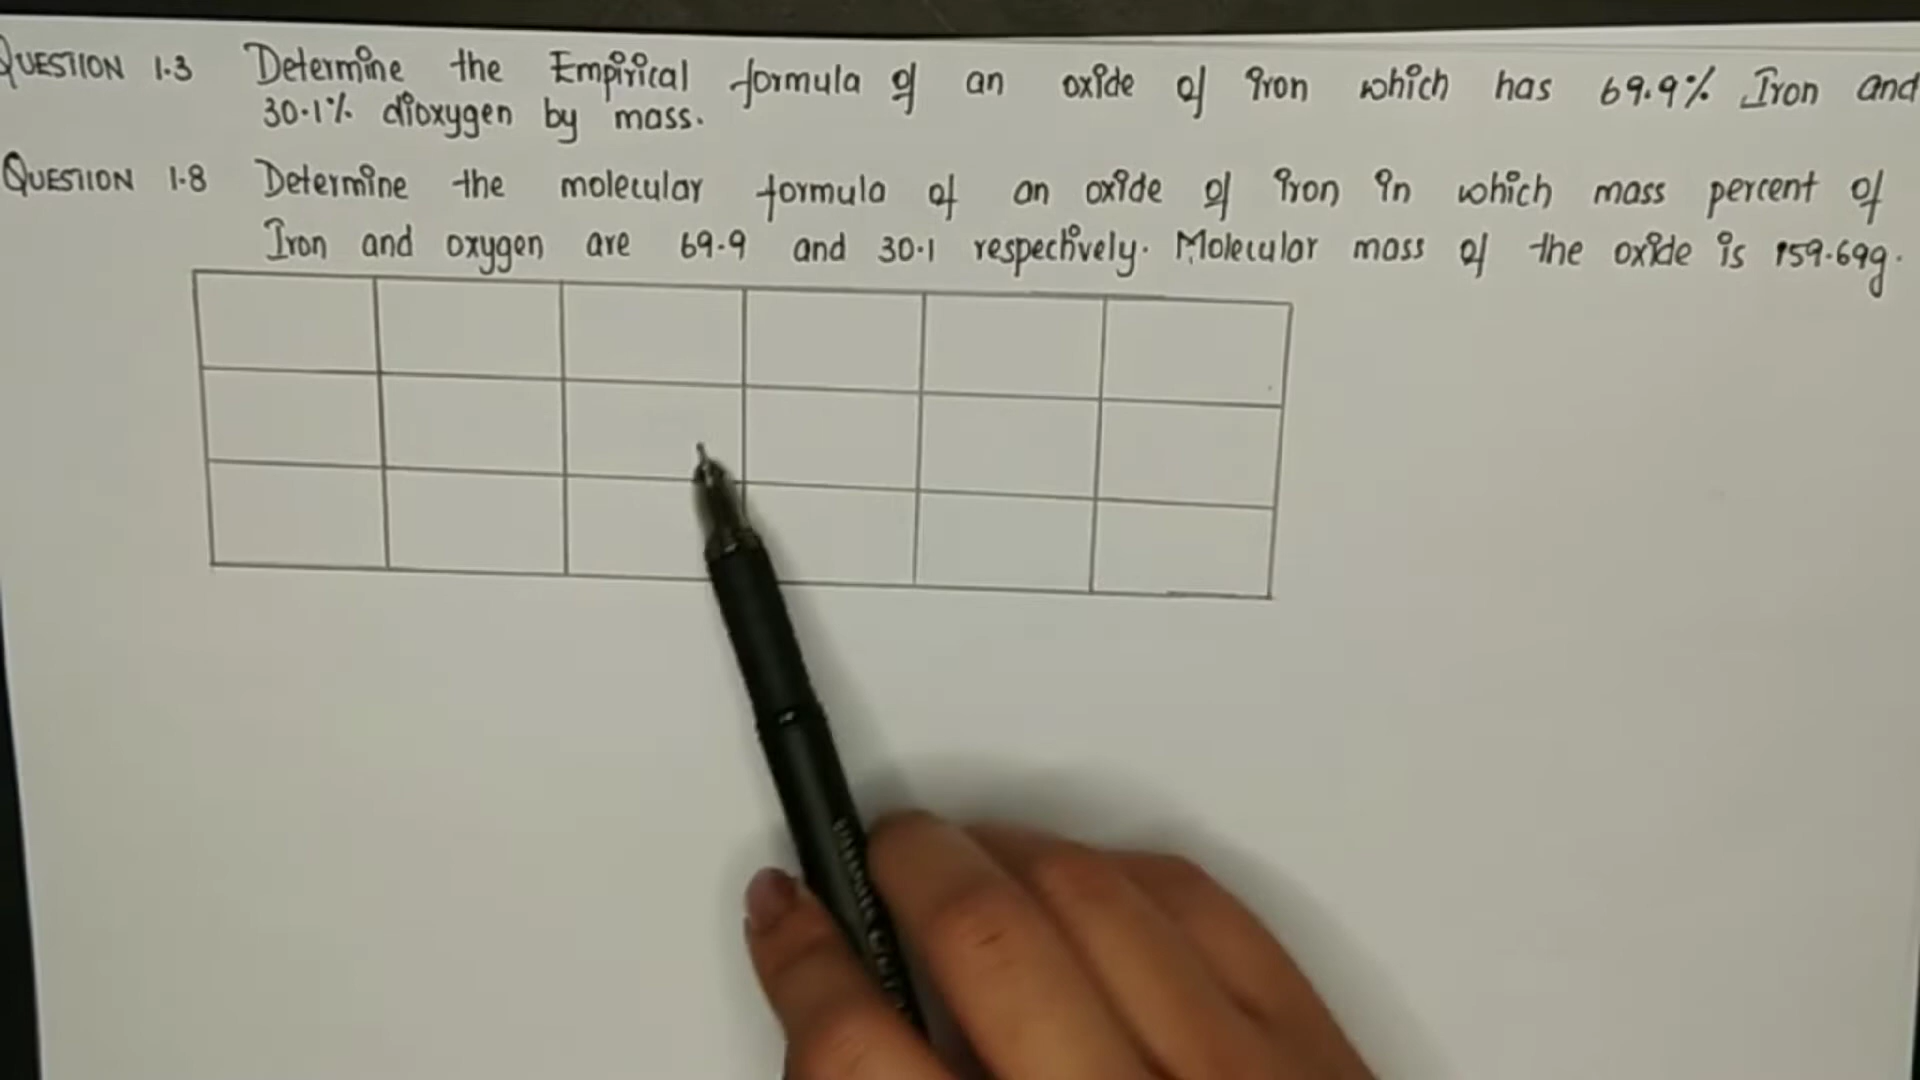 QUESTION 1.3 Determine the Empirical formula of an oxide of iron which has 69.9% Iron and
30.1% dioxygen by mass.
QUESTION 1.8 Determine the molecular formula of an oxide of iron in which mass percent of
Iron and oxygen are 69.9 and 30.1 respectively. Molecular mass of the oxide is 159.69g.